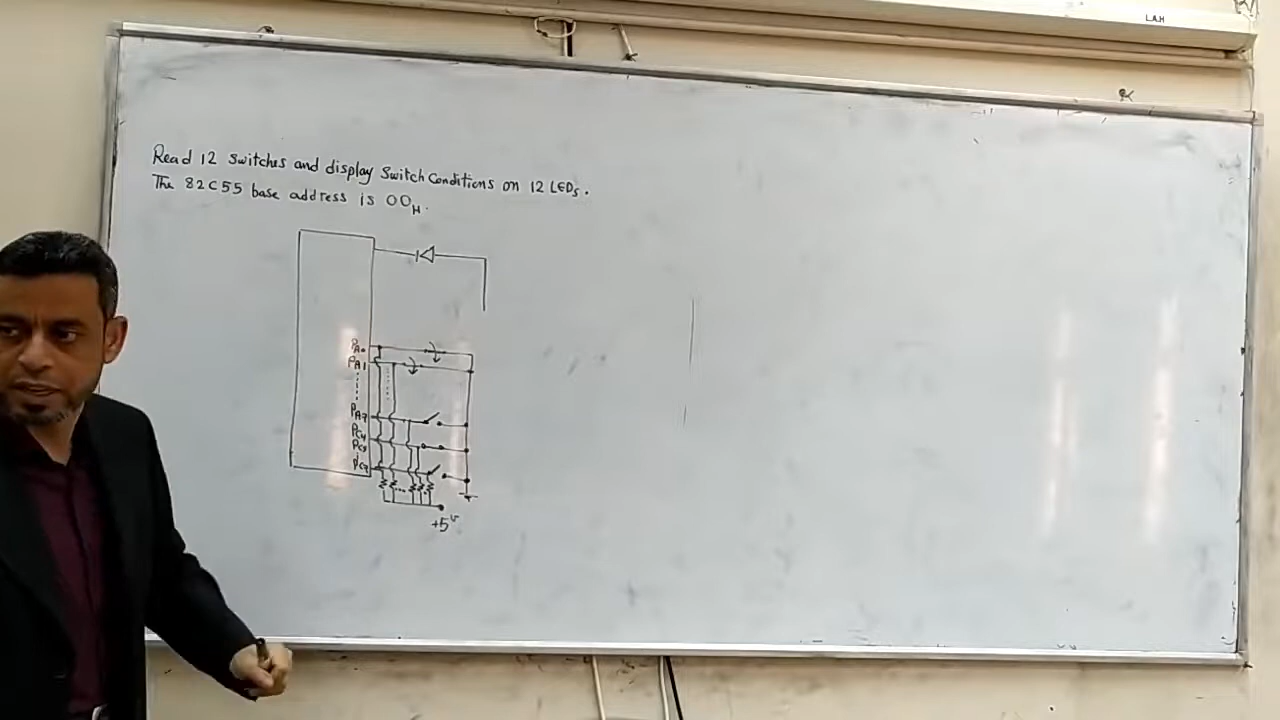 L.A.H
Read 12 Switches and display Switch Conditions on 12 LEDs.
The 82C55 base address is 00H.
PA0
PA1
PA7
PC4
PC5
PC7
+5v